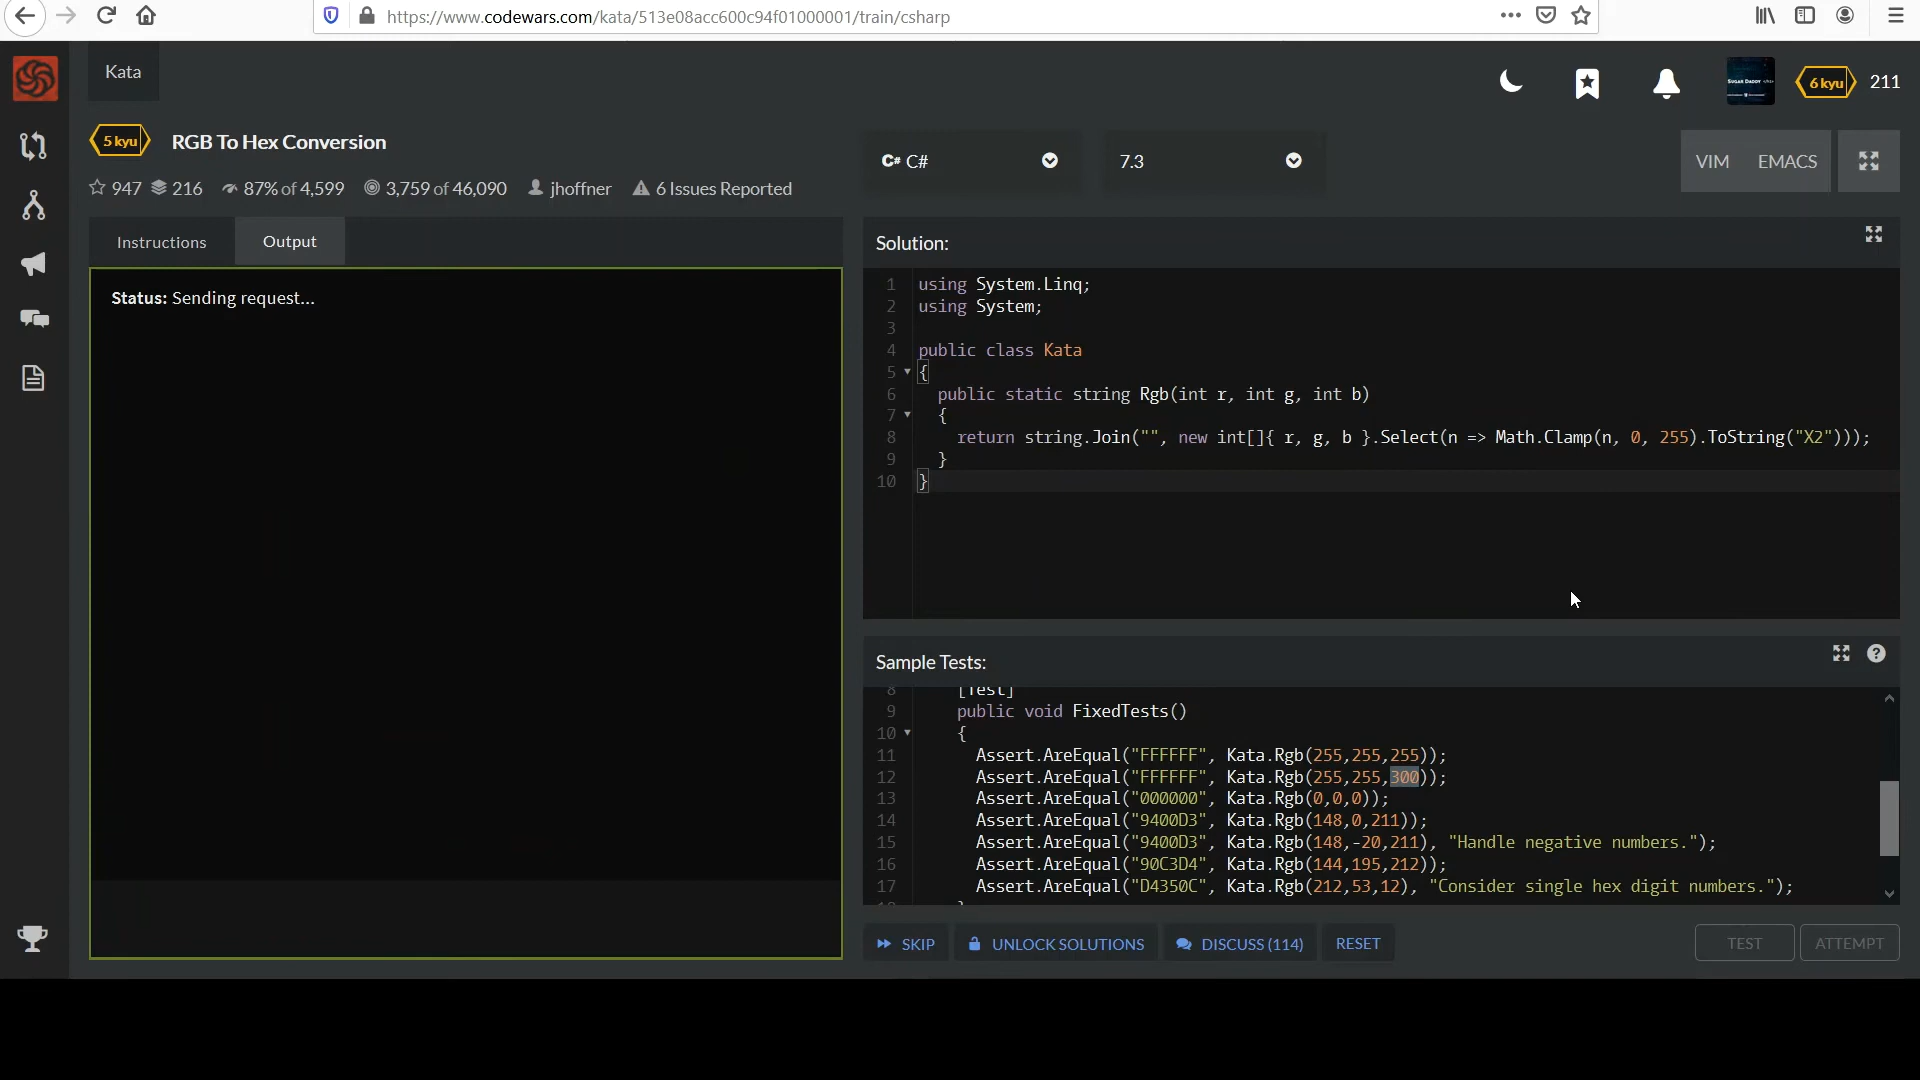 https://www.codewars.com/kata/513e08acc600c94f01000001/train/csharp
Kata
6 kyu 211
5 kyu RGB To Hex Conversion
947 216 87% of 4,599 3,759 of 46,090 jhoffner 6 Issues Reported
C# C#
7.3
VIM EMACS
Instructions Output
Status: Sending request...
Solution:
1 using System.Linq;
2 using System;
3
4 public class Kata
5 {
6 public static string Rgb(int r, int g, int b)
7 {
8 return string.Join("", new int[]{ r, g, b }.Select(n => Math.Clamp(n, 0, 255).ToString("X2")));
9 }
10 }
Sample Tests:
8 [Test]
9 public void FixedTests()
10 {
11 Assert.AreEqual("FFFFFF", Kata.Rgb(255,255,255));
12 Assert.AreEqual("FFFFFF", Kata.Rgb(255,255,300));
13 Assert.AreEqual("000000", Kata.Rgb(0,0,0));
14 Assert.AreEqual("9400D3", Kata.Rgb(148,0,211));
15 Assert.AreEqual("9400D3", Kata.Rgb(148,-20,211), "Handle negative numbers.");
16 Assert.AreEqual("90C3D4", Kata.Rgb(144,195,212));
17 Assert.AreEqual("D4350C", Kata.Rgb(212,53,12), "Consider single hex digit numbers.");
SKIP UNLOCK SOLUTIONS DISCUSS (114) RESET
TEST ATTEMPT